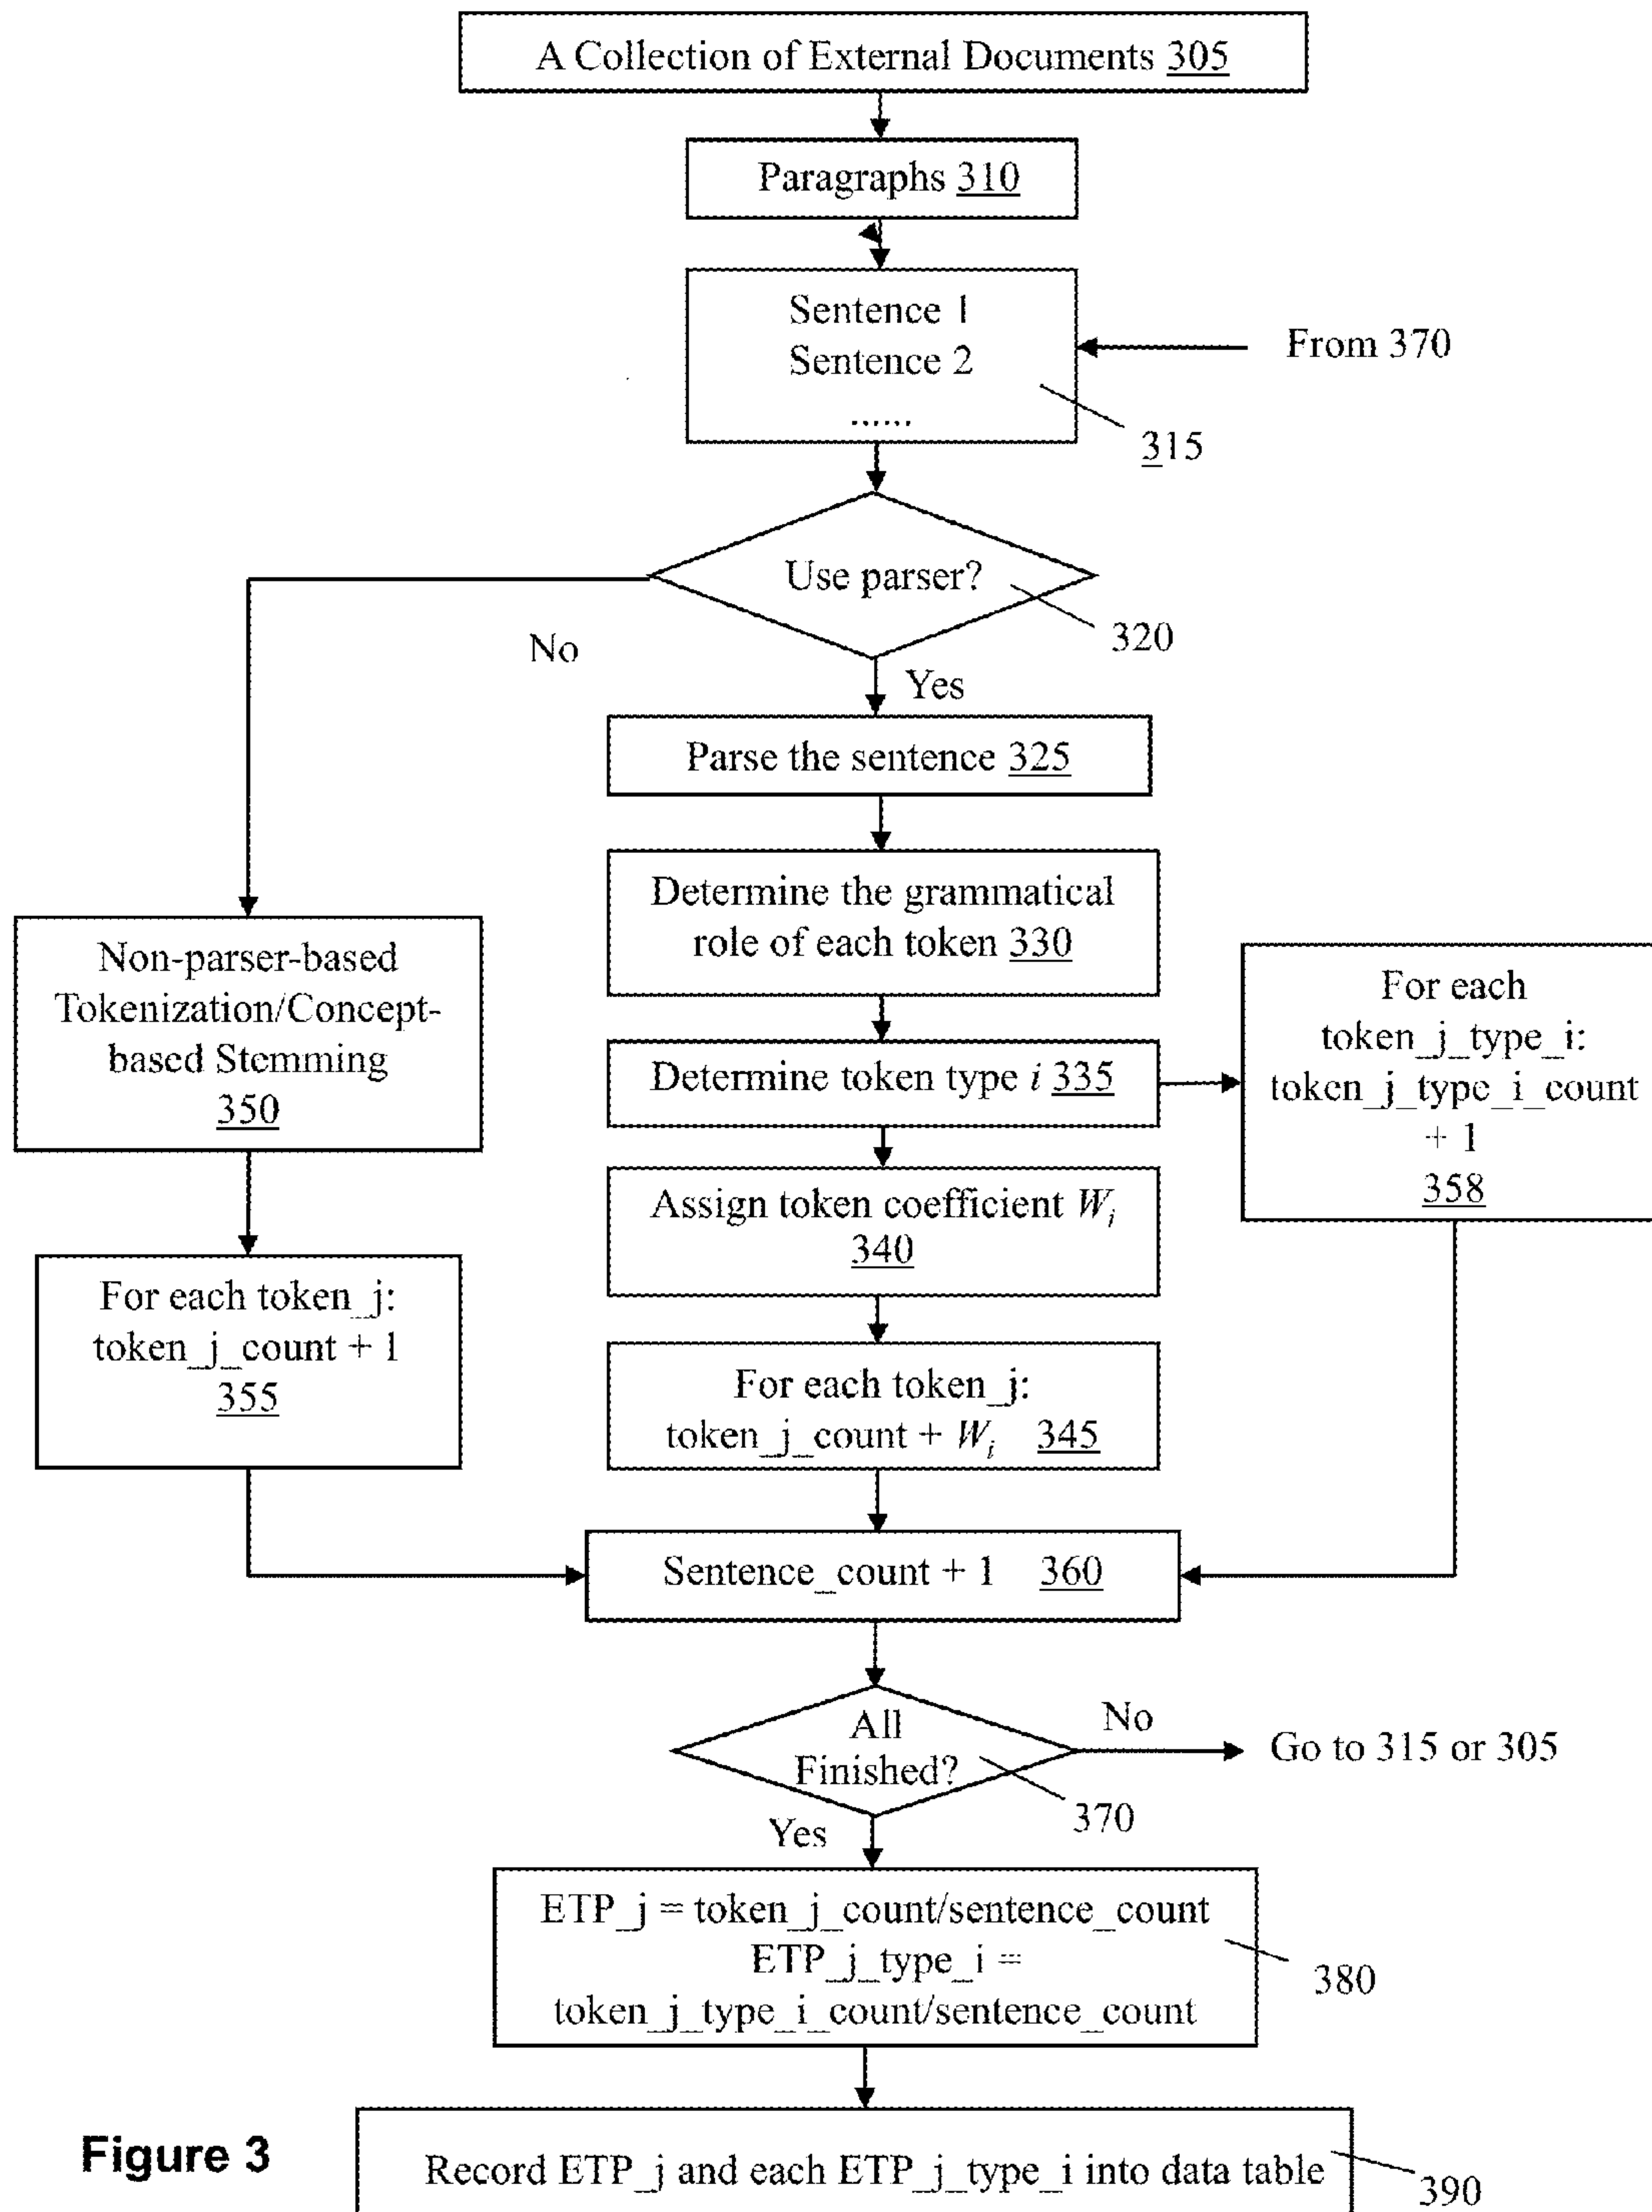 A Collection of External Documents 305
Paragraphs 310
Sentence 1
Sentence 2
......
From 370
315
Use parser?
320
No
Yes
Parse the sentence 325
Determine the grammatical
role of each token 330
Non-parser-based
Tokenization/Concept-
based Stemming
350
Determine token type i 335
For each
token_j_type_i:
token_j_type_i_count
+ 1
358
Assign token coefficient Wi
340
For each token_j:
token_j_count + 1
355
For each token_j:
token_j_count + Wi 345
Sentence_count + 1 360
All
Finished?
No
Go to 315 or 305
370
Yes
ETP_j = token_j_count/sentence_count
ETP_j_type_i =
token_j_type_i_count/sentence_count
380
Figure 3
Record ETP_j and each ETP_j_type_i into data table
390